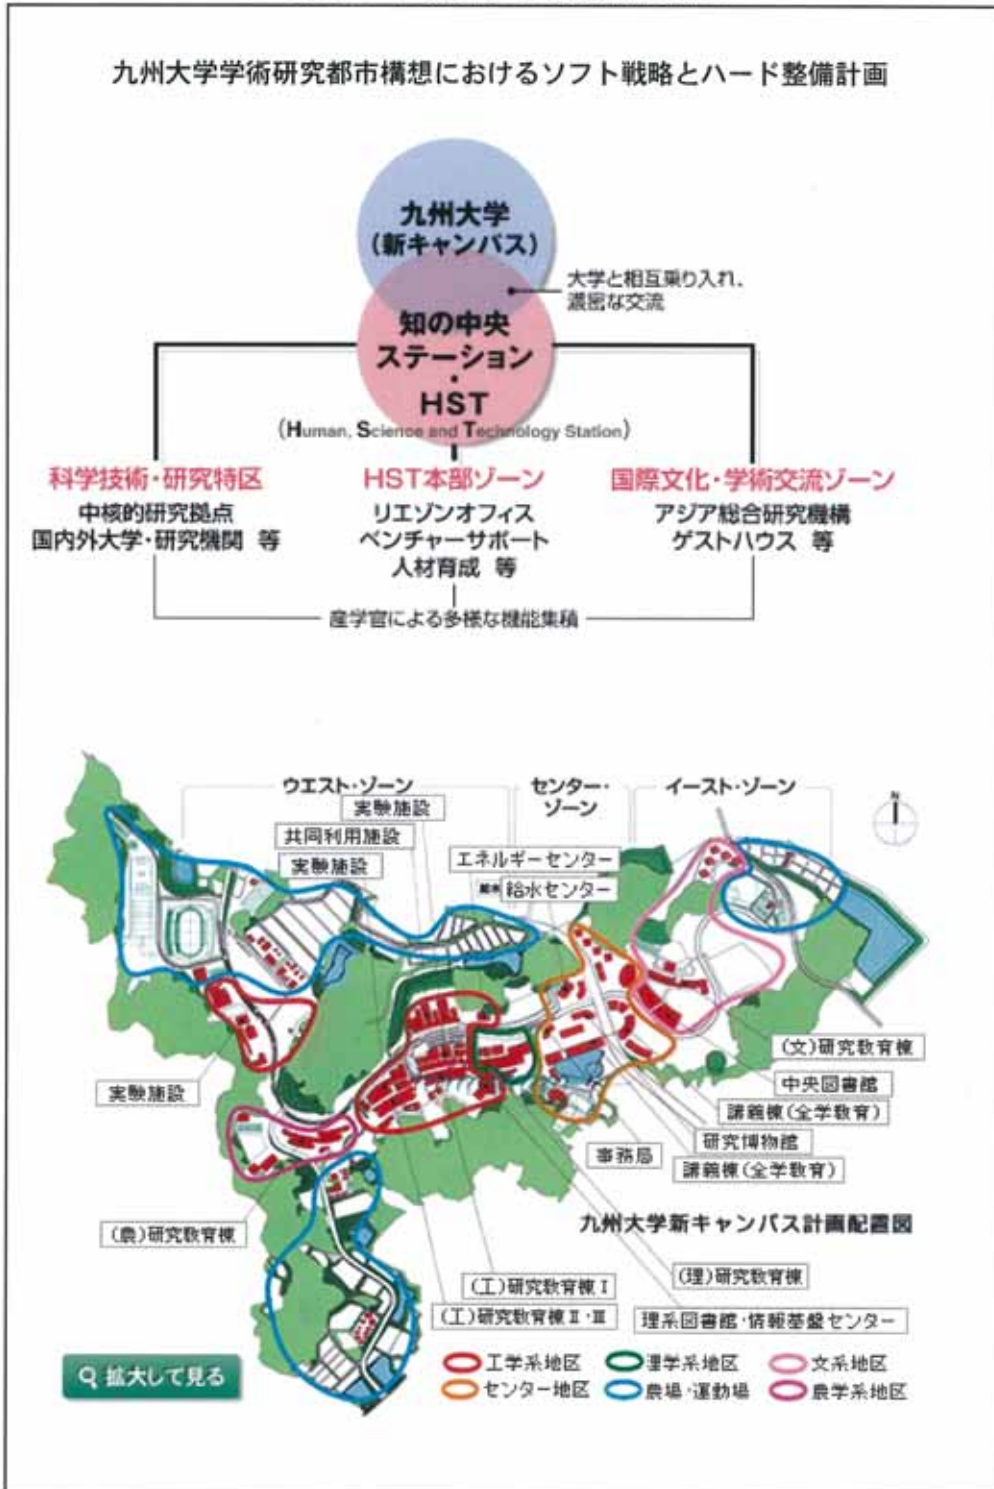 九州大学学術研究都市構想におけるソフト戦略とハード整備計画
九州大学
(新キャンパス)
大学と相互乗り入れ、
濃密な交流
知の中央
ステーション
・
HST
(Human, Science and Technology Station)
科学技術・研究特区
中核的研究拠点
国内外大学・研究機関 等
HST本部ゾーン
リエゾンオフィス
ベンチャーサポート
人材育成 等
国際文化・学術交流ゾーン
アジア総合研究機構
ゲストハウス 等
産学官による多様な機能集積
ウエスト・ゾーン
センター・
ゾーン
イースト・ゾーン
N
実験施設
共同利用施設
実験施設
エネルギーセンター
給水センター
実験施設
(文)研究教育棟
中央図書館
講義棟(全学教育)
研究博物館
事務局
講義棟(全学教育)
(農)研究教育棟
九州大学新キャンパス計画配置図
(工)研究教育棟Ⅰ
(理)研究教育棟
(工)研究教育棟Ⅱ・Ⅲ
理系図書館・情報基盤センター
工学系地区
理学系地区
文系地区
センター地区
農場・運動場
農学系地区
拡大して見る